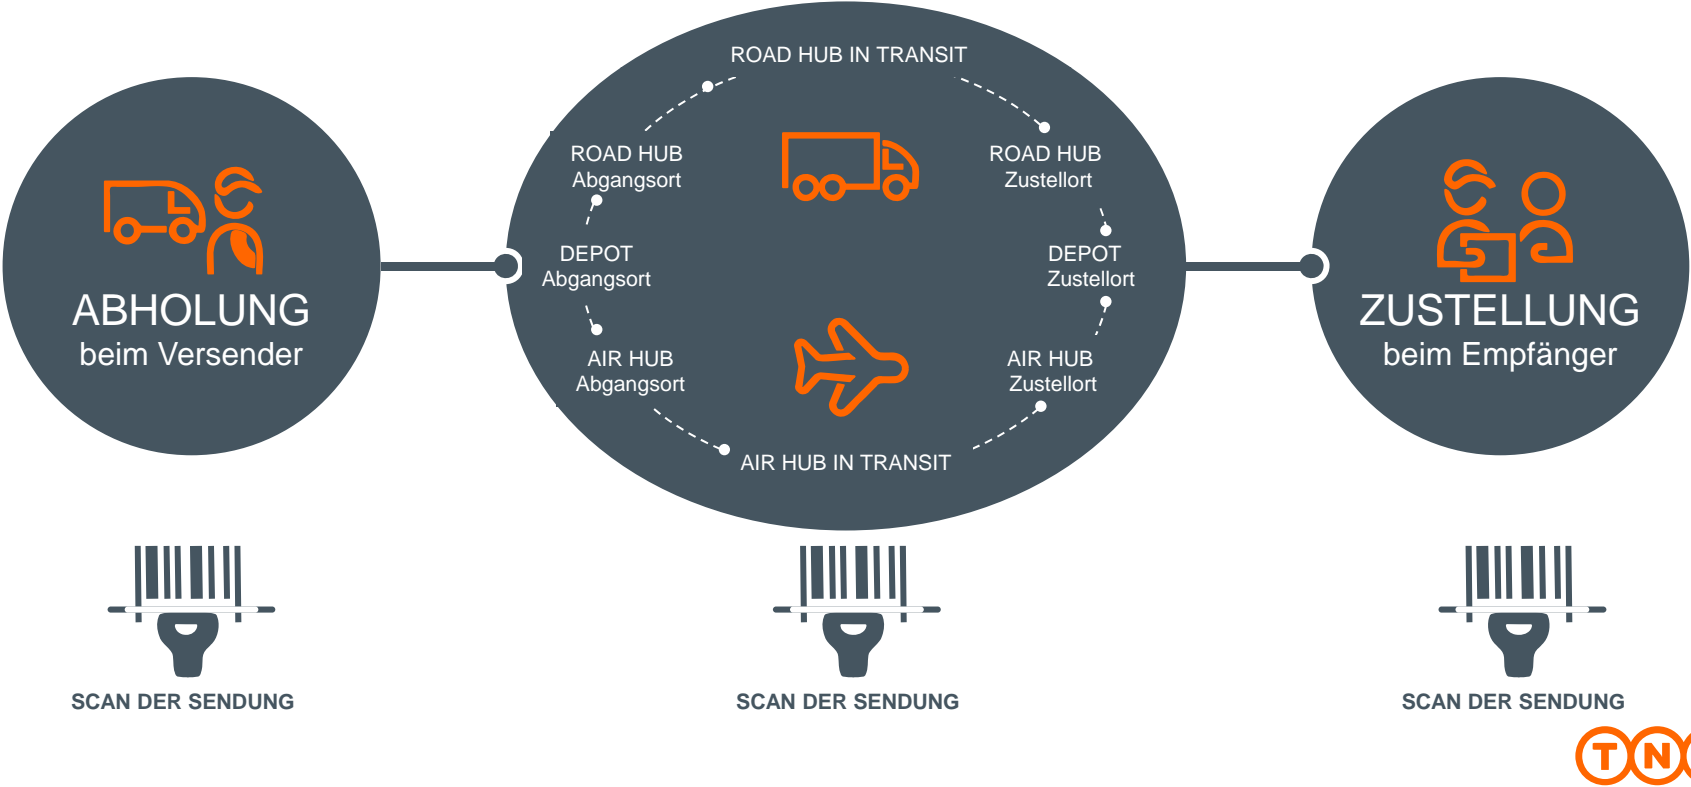 ABHOLUNG
beim Versender
ROAD HUB IN TRANSIT
ROAD HUB
Abgangsort
ROAD HUB
Zustellort
DEPOT
Abgangsort
DEPOT
Zustellort
AIR HUB
Abgangsort
AIR HUB
Zustellort
AIR HUB IN TRANSIT
ZUSTELLUNG
beim Empfänger
SCAN DER SENDUNG
SCAN DER SENDUNG
SCAN DER SENDUNG
TN